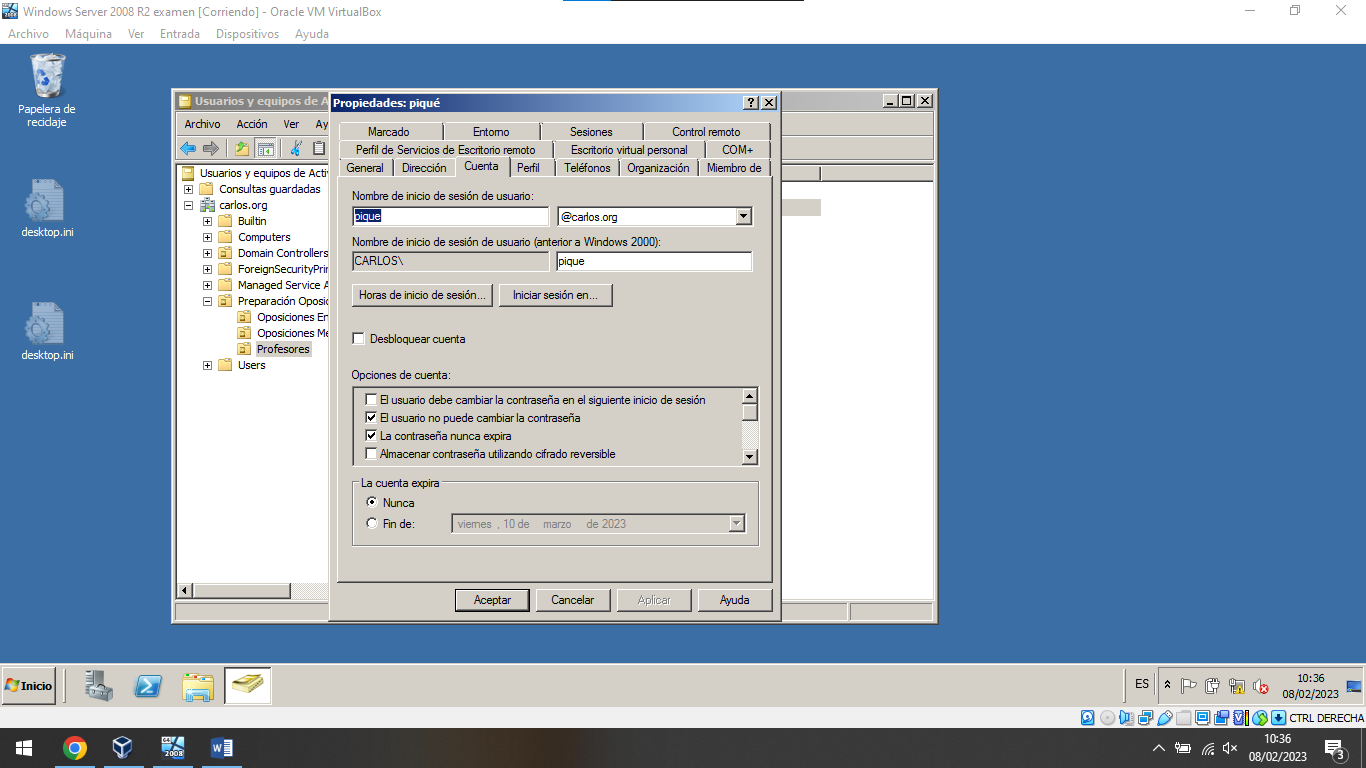 Windows Server 2008 R2 examen [Corriendo] - Oracle VM VirtualBox
Archivo Máquina Ver Entrada Dispositivos Ayuda
Papelera de
reciclaje
desktop.ini
desktop.ini
Usuarios y equipos de A
Archivo Acción Ver Ay
Usuarios y equipos de Activ
Consultas guardadas
carlos.org
Builtin
Computers
Domain Controllers
ForeignSecurityPrin
Managed Service A
Preparación Oposic
Oposiciones En
Oposiciones Me
Profesores
Users
Propiedades: piqué
Marcado Entorno Sesiones Control remoto
Perfil de Servicios de Escritorio remoto Escritorio virtual personal COM+
General Dirección Cuenta Perfil Teléfonos Organización Miembro de
Nombre de inicio de sesión de usuario:
pique @carlos.org
Nombre de inicio de sesión de usuario (anterior a Windows 2000):
CARLOS\ pique
Horas de inicio de sesión... Iniciar sesión en...
Desbloquear cuenta
Opciones de cuenta:
El usuario debe cambiar la contraseña en el siguiente inicio de sesión
El usuario no puede cambiar la contraseña
La contraseña nunca expira
Almacenar contraseña utilizando cifrado reversible
La cuenta expira
Nunca
Fin de: viernes , 10 de marzo de 2023
Aceptar Cancelar Aplicar Ayuda
Inicio ES 10:36
08/02/2023
CTRL DERECHA
2008 10:36
08/02/2023
3